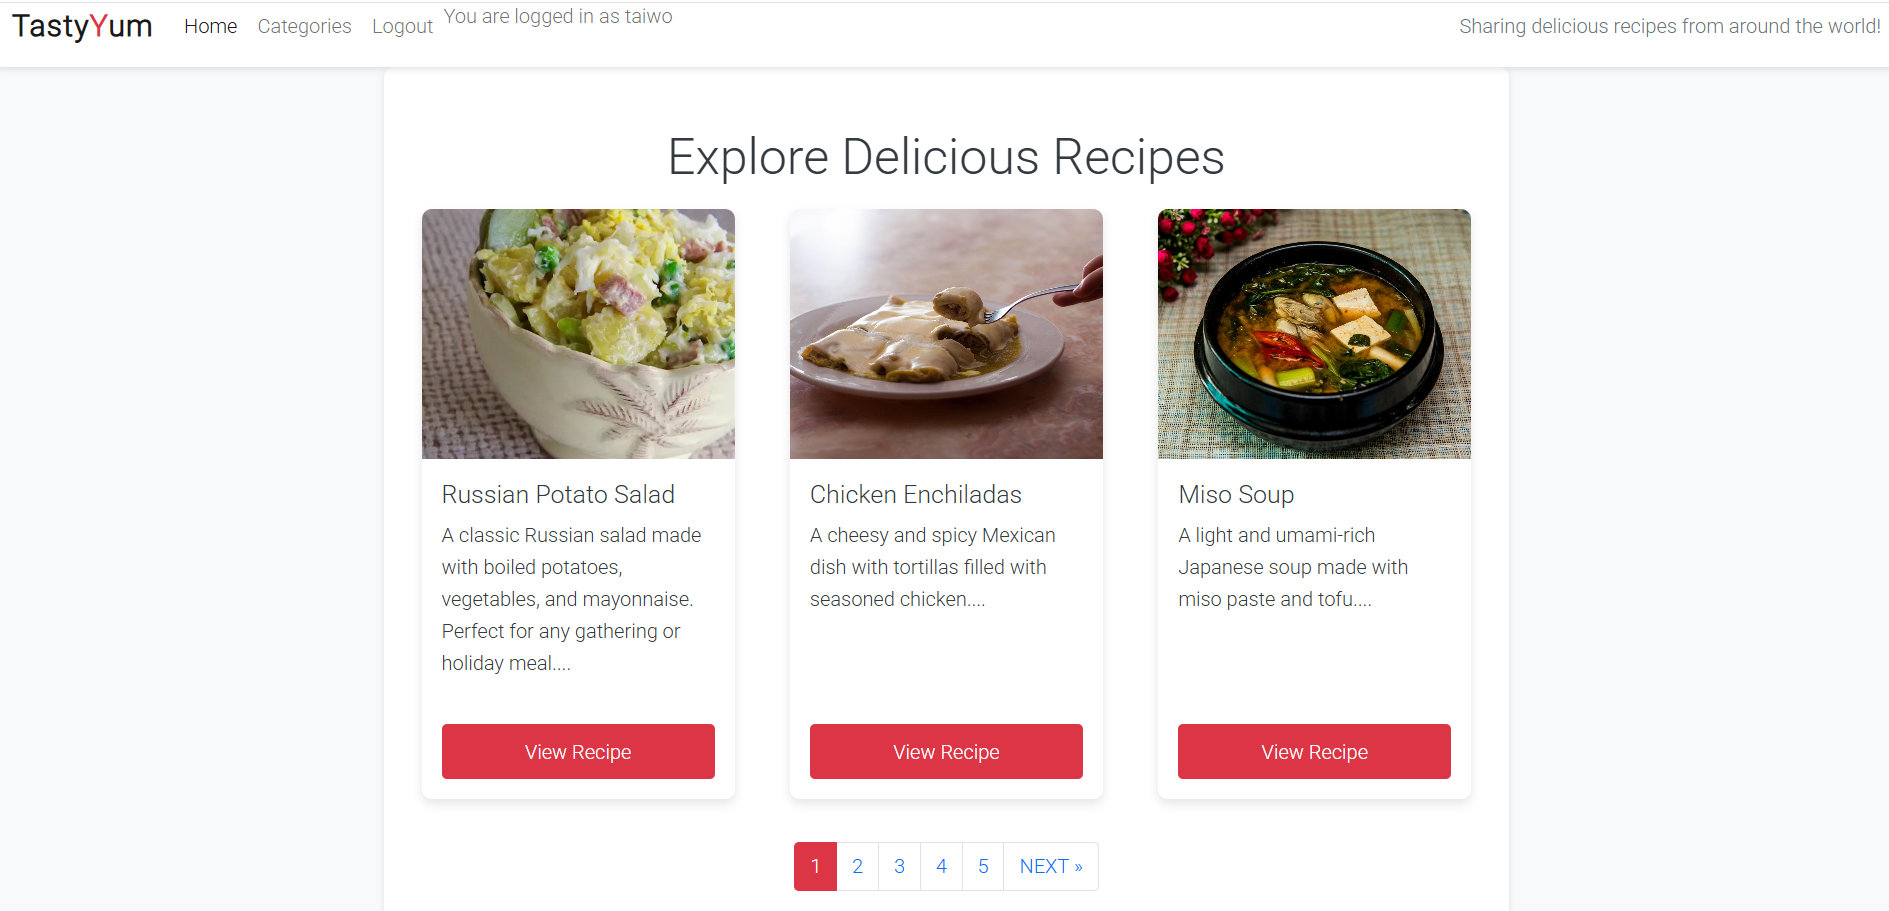 TastyYum Home Categories Logout You are logged in as taiwo Sharing delicious recipes from around the world!
Explore Delicious Recipes
Russian Potato Salad
A classic Russian salad made
with boiled potatoes,
vegetables, and mayonnaise.
Perfect for any gathering or
holiday meal....
View Recipe
Chicken Enchiladas
A cheesy and spicy Mexican
dish with tortillas filled with
seasoned chicken....
View Recipe
Miso Soup
A light and umami-rich
Japanese soup made with
miso paste and tofu....
View Recipe
1 2 3 4 5 NEXT »